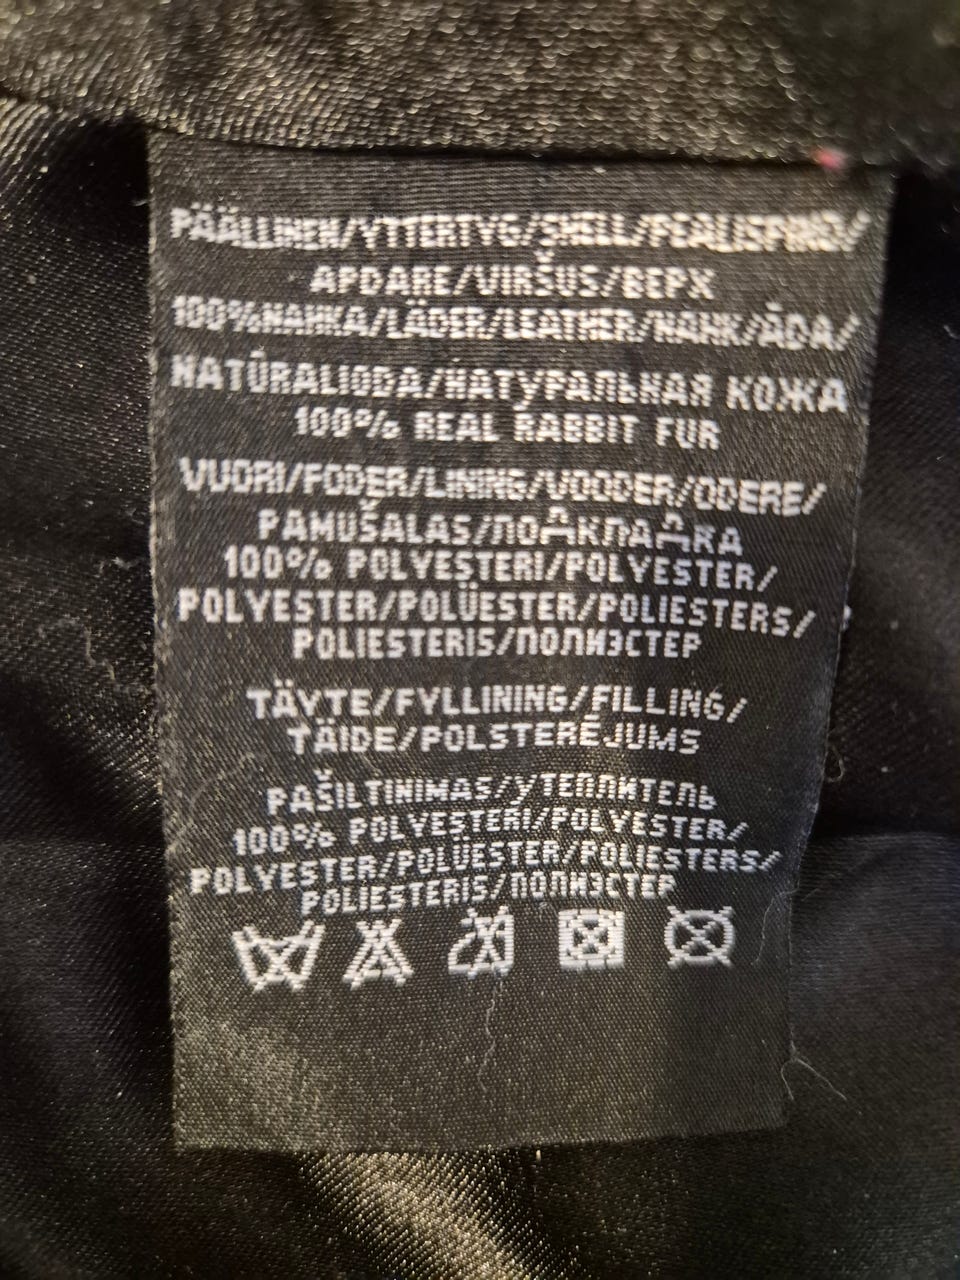 PÄÄLLINEN/YTTERTYG/SHELL/PEALISPIND/
APDARE/VIRŠUS/ВЕРХ
100%NAHKA/LÄDER/LEATHER/NAHK/ĀDA/
NATŪRALIODA/НАТУРАЛЬНАЯ КОЖА
100% REAL RABBIT FUR
VUORI/FODER/LINING/VOODER/ODERE/
PAMUŠALAS/ПОДКЛАДКА
100% POLYESTERI/POLYESTER/
POLYESTER/POLÜESTER/POLIESTERS/
POLIESTERIS/ПОЛИЭСТЕР
TÄYTE/FYLLINING/FILLING/
TÄIDE/POLSTERĒJUMS
PAŠILTINIMAS/УТЕПЛИТЕЛЬ
100% POLYESTERI/POLYESTER/
POLYESTER/POLÜESTER/POLIESTERS/
POLIESTERIS/ПОЛИЭСТЕР